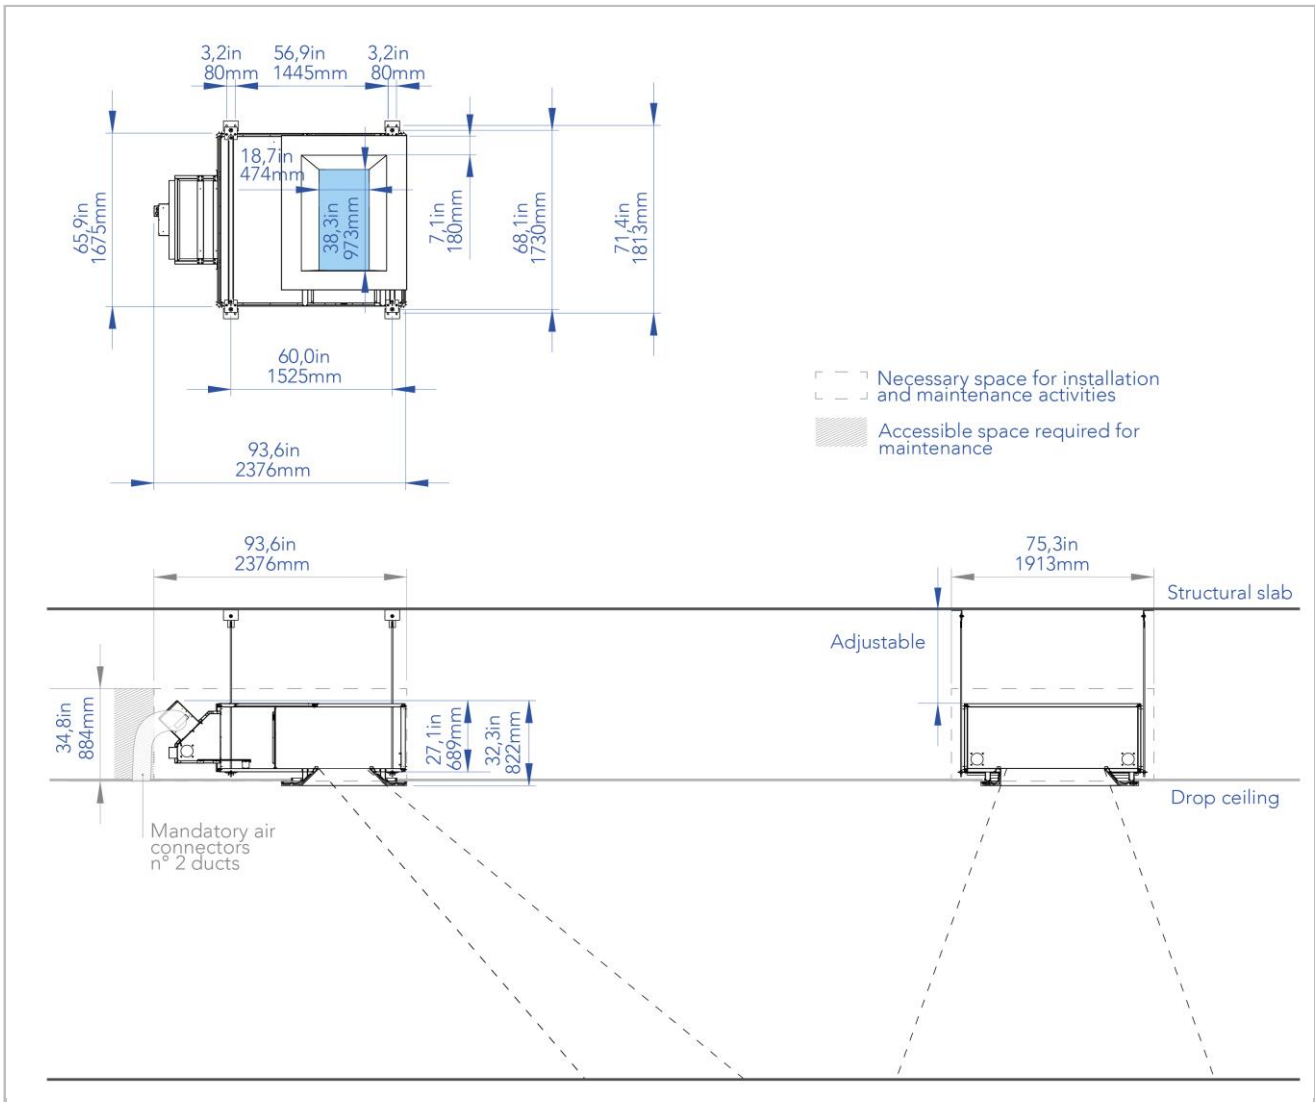 3,2in
80mm
56,9in
1445mm
3,2in
80mm
18,7in
474mm
38,3in
973mm
65,9in
1675mm
7,1in
180mm
68,1in
1730mm
71,4in
1813mm
60,0in
1525mm
93,6in
2376mm
Necessary space for installation
and maintenance activities
Accessible space required for
maintenance
93,6in
2376mm
75,3in
1913mm
Structural slab
Adjustable
34,8in
884mm
27,1in
689mm
32,3in
822mm
Drop ceiling
Mandatory air
connectors
n° 2 ducts